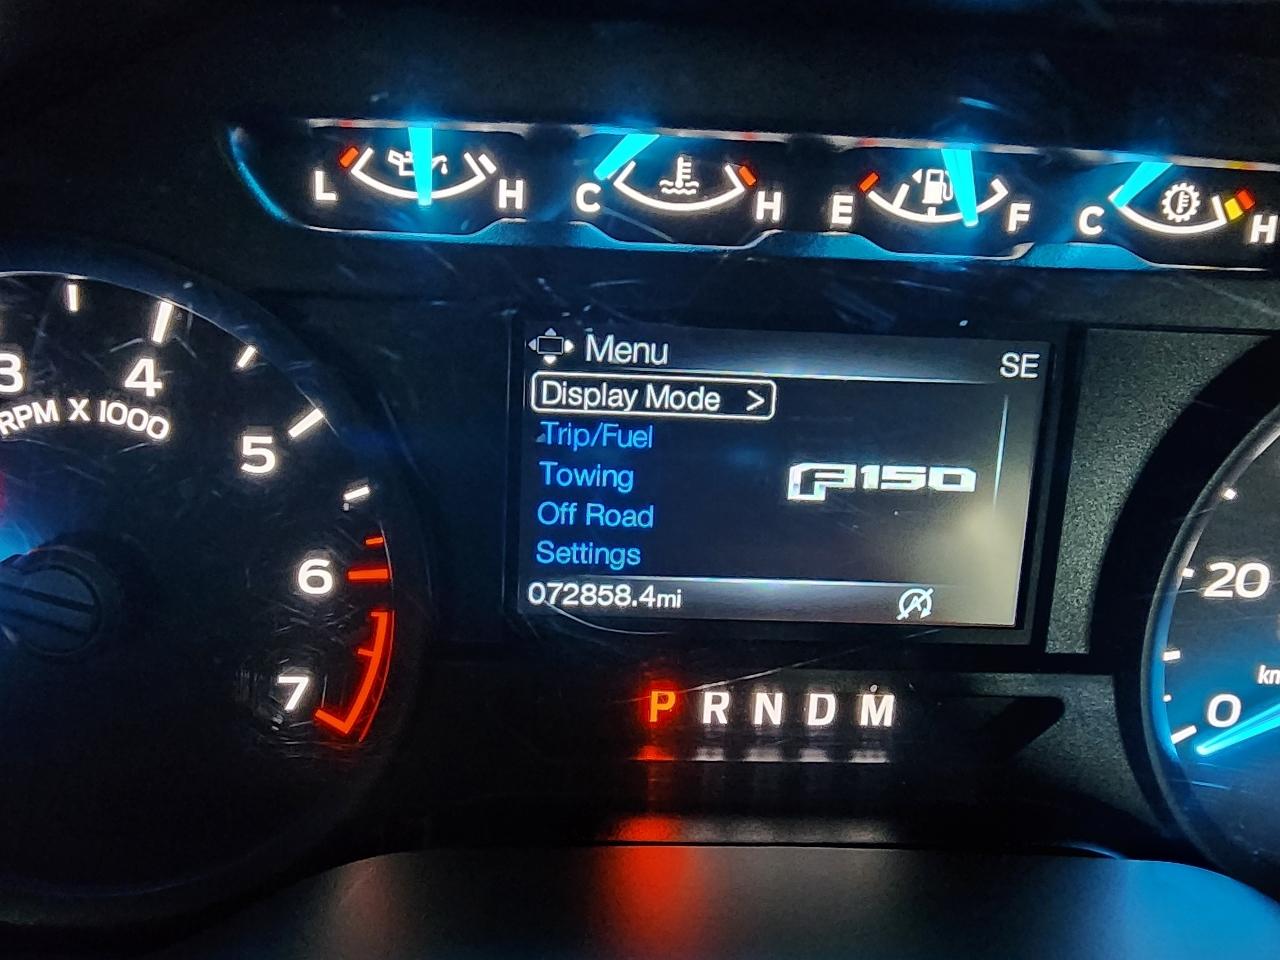 L H C H E F C H
3 4 5 6 7
RPM X 1000
Menu SE
Display Mode >
Trip/Fuel
Towing
F150
Off Road
Settings
072858.4mi
P R N D M
20
0